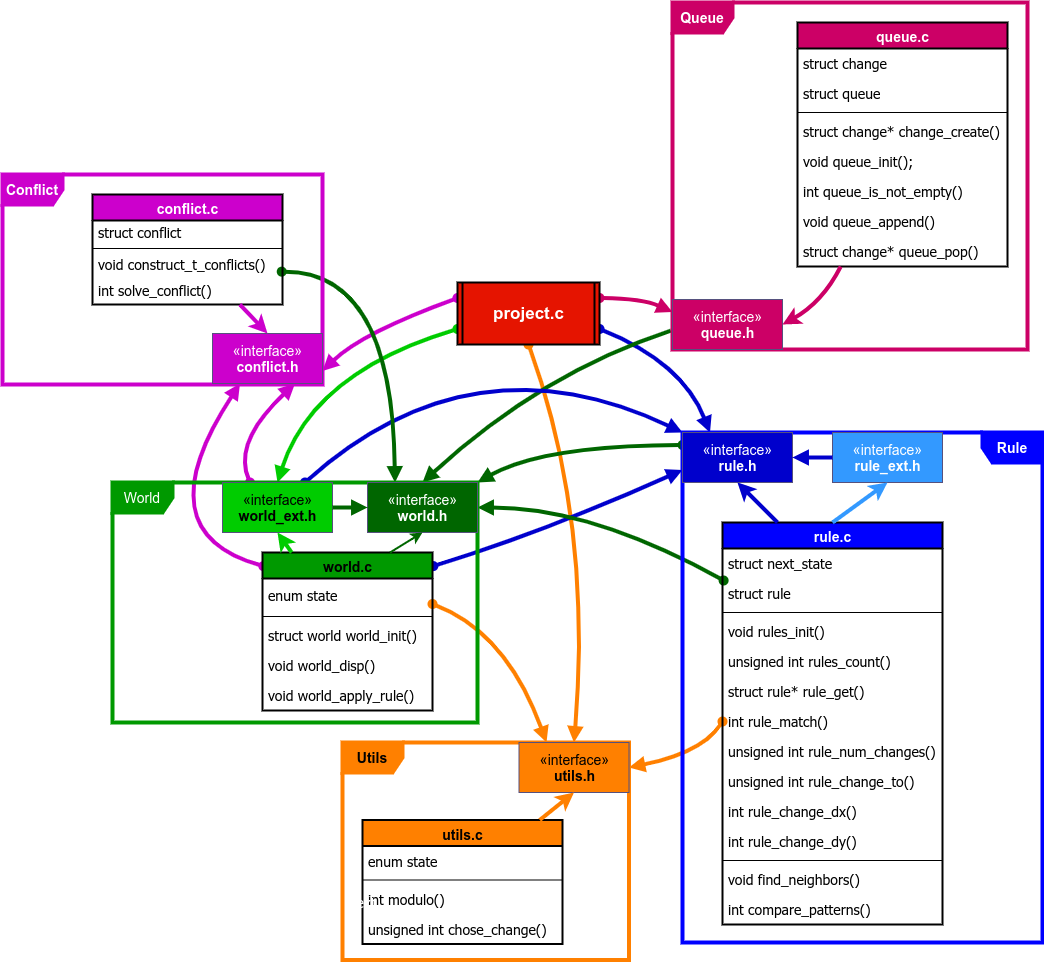 Queue
queue.c
struct change
struct queue
struct change* change_create()
void queue_init();
int queue_is_not_empty()
void queue_append()
struct change* queue_pop()
«interface»
queue.h
Conflict
conflict.c
struct conflict
void construct_t_conflicts()
int solve_conflict()
«interface»
conflict.h
project.c
World
«interface»
world_ext.h
«interface»
world.h
world.c
enum state
struct world world_init()
void world_disp()
void world_apply_rule()
Rule
«interface»
rule.h
«interface»
rule_ext.h
rule.c
struct next_state
struct rule
void rules_init()
unsigned int rules_count()
struct rule* rule_get()
int rule_match()
unsigned int rule_num_changes()
unsigned int rule_change_to()
int rule_change_dx()
int rule_change_dy()
void find_neighbors()
int compare_patterns()
Utils
«interface»
utils.h
utils.c
enum state
int modulo()
unsigned int chose_change()